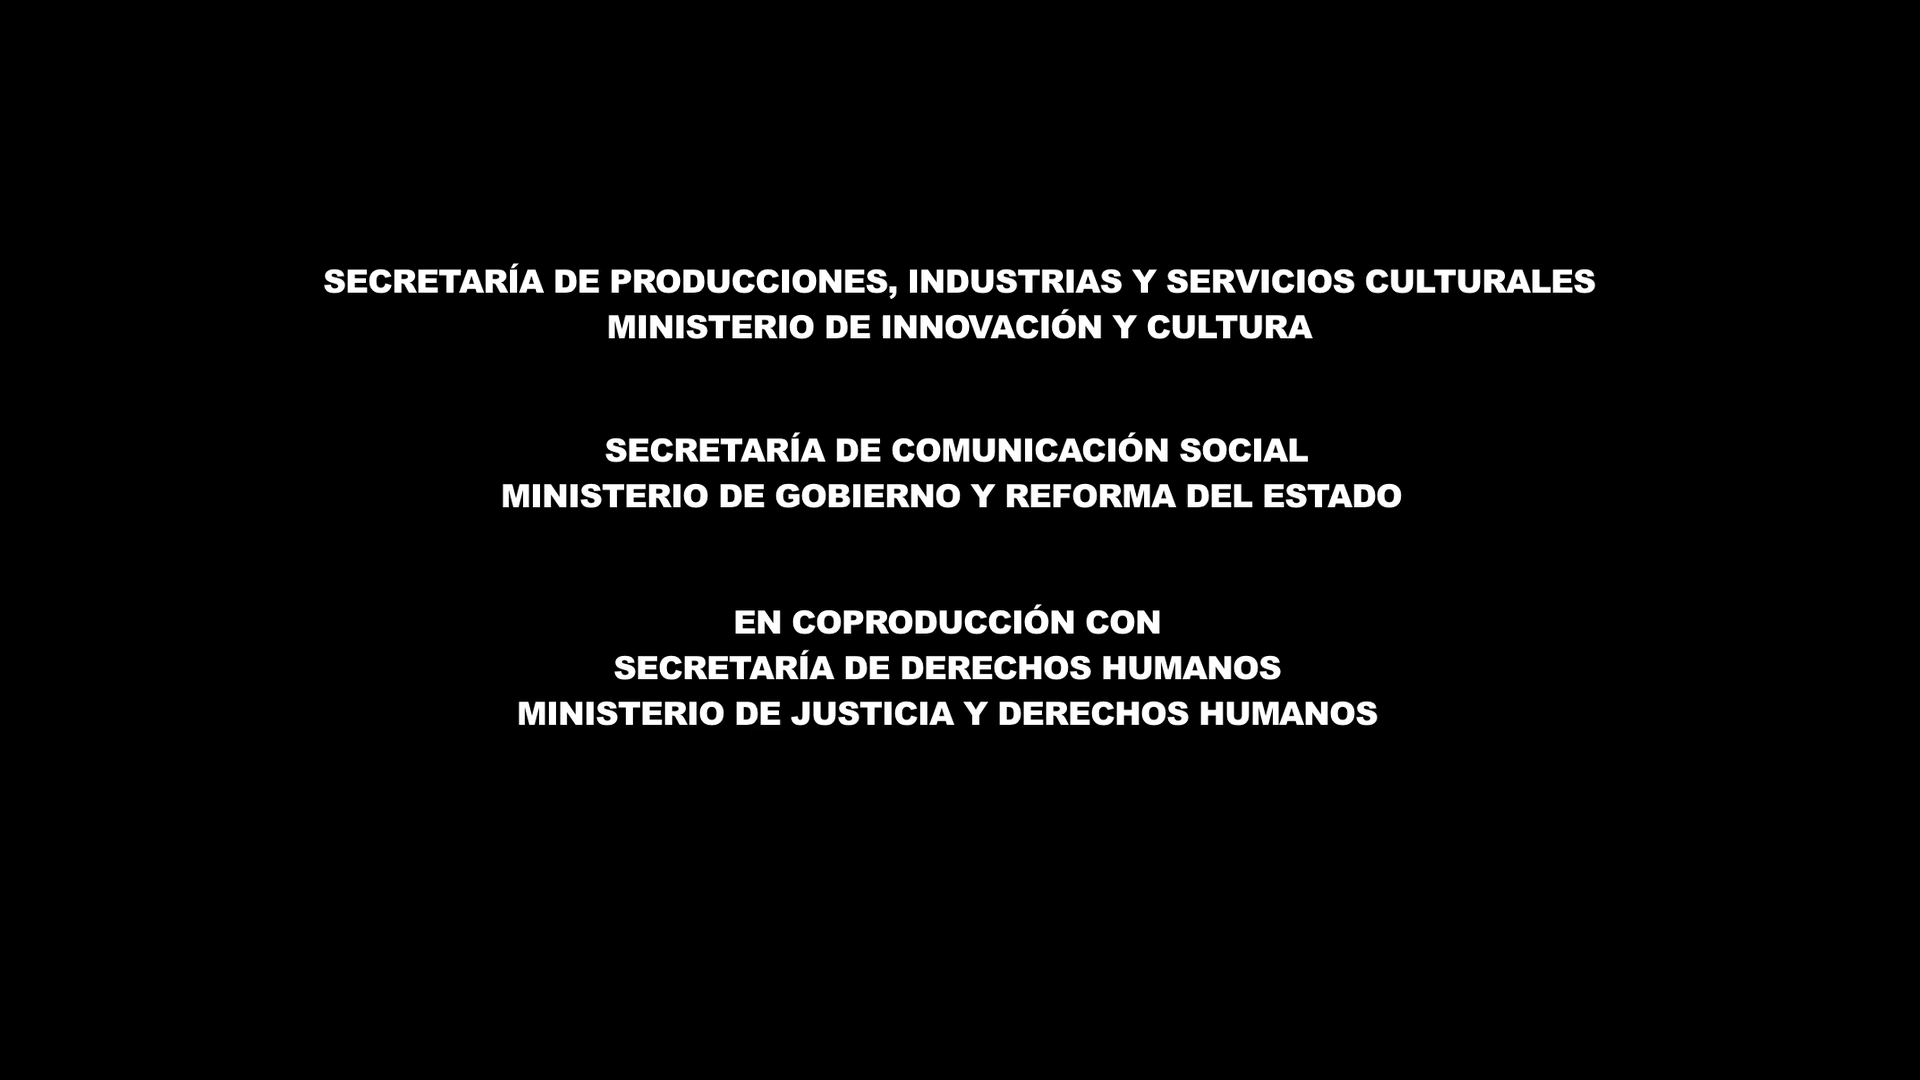 SECRETARÍA DE PRODUCCIONES, INDUSTRIAS Y SERVICIOS CULTURALES
MINISTERIO DE INNOVACIÓN Y CULTURA
SECRETARÍA DE COMUNICACIÓN SOCIAL
MINISTERIO DE GOBIERNO Y REFORMA DEL ESTADO
EN COPRODUCCIÓN CON
SECRETARÍA DE DERECHOS HUMANOS
MINISTERIO DE JUSTICIA Y DERECHOS HUMANOS